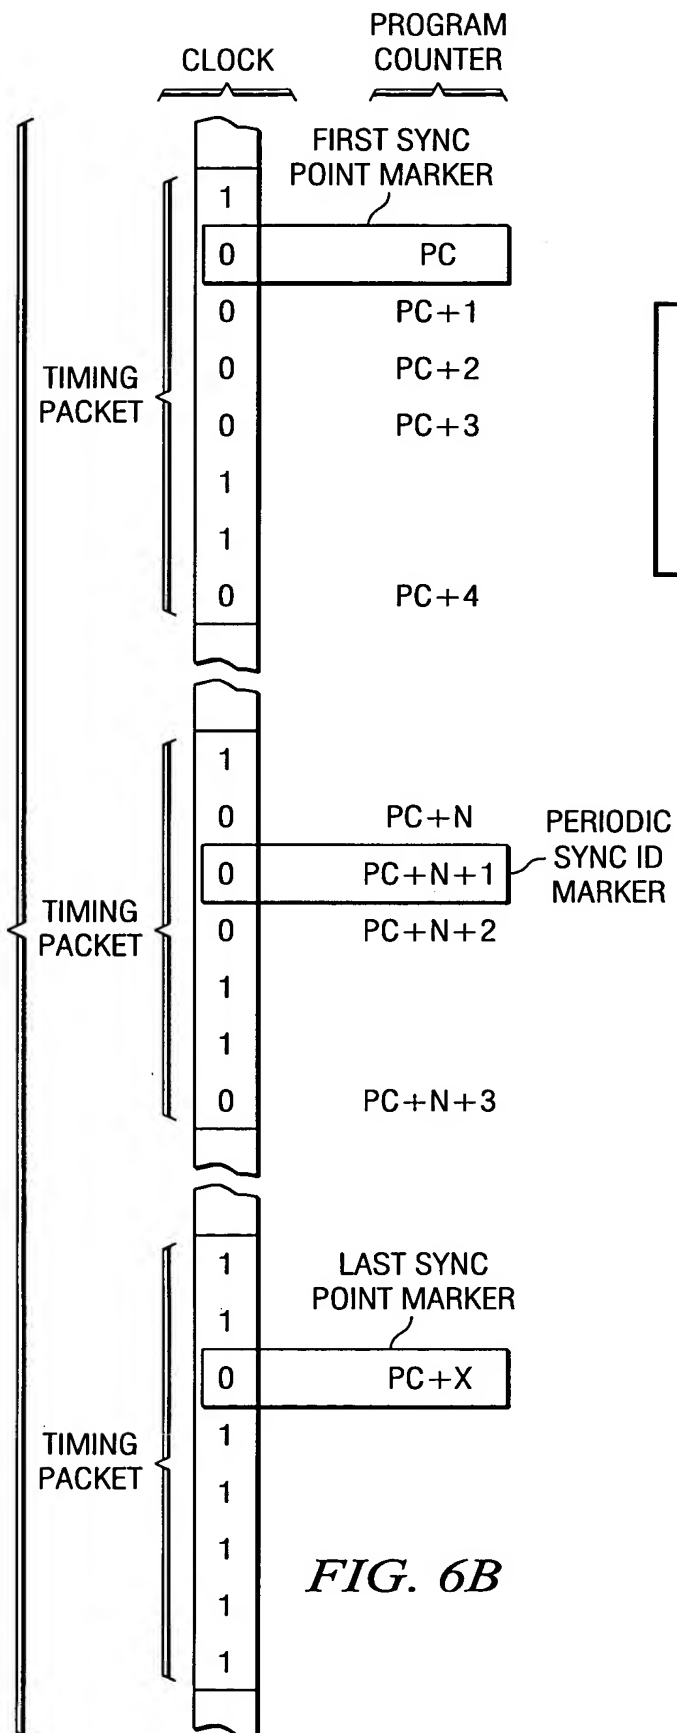 CLOCK
PROGRAM
COUNTER
FIRST SYNC
POINT MARKER
1
0 PC
0 PC+1
0 PC+2
TIMING
PACKET
0 PC+3
1
1
0 PC+4
1
0 PC+N
0 PC+N+1
PERIODIC
SYNC ID
MARKER
TIMING
PACKET
0 PC+N+2
1
1
0 PC+N+3
1
LAST SYNC
POINT MARKER
1
0 PC+X
1
TIMING
PACKET
1
1
1
1
FIG. 6B